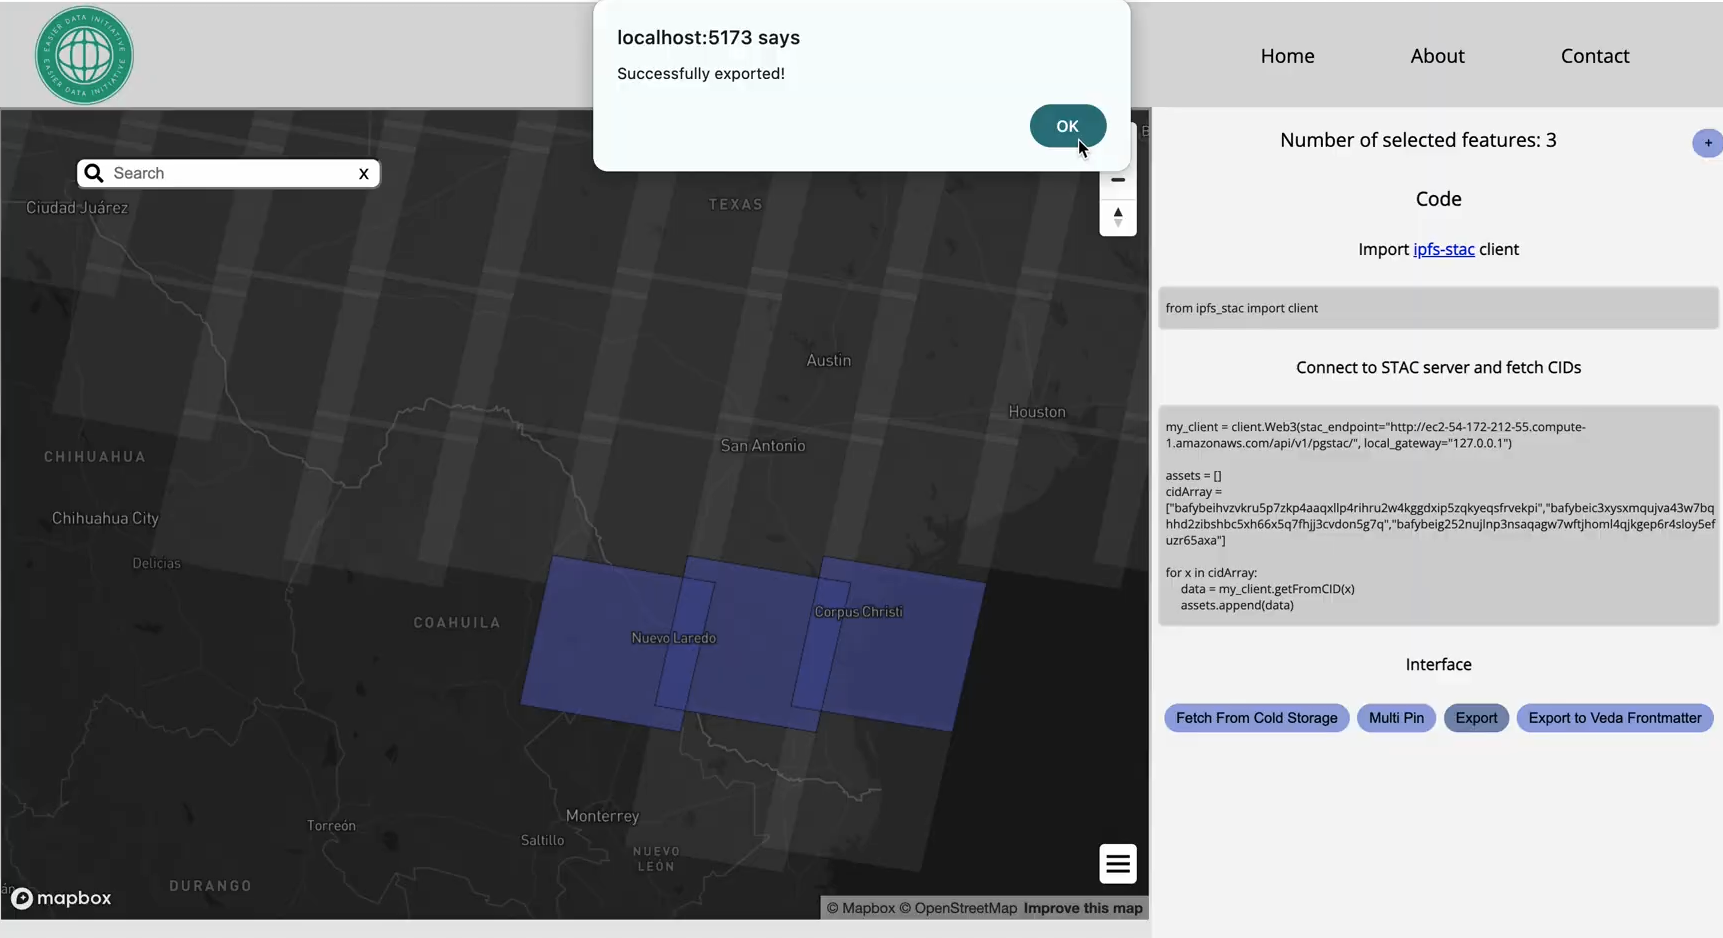 localhost:5173 says
Successfully exported!
OK
EASIER DATA INITIATIVE
EASIER DATA INITIATIVE
Home
About
Contact
Search
X
Ciudad Juárez
TEXAS
Austin
Houston
San Antonio
CHIHUAHUA
Chihuahua City
Delicias
COAHUILA
Nuevo Laredo
Corpus Christi
Monterrey
Saltillo
Torreón
NUEVO
LEÓN
DURANGO
mapbox
© Mapbox © OpenStreetMap Improve this map
Number of selected features: 3
+
Code
Import ipfs-stac client
from ipfs_stac import client
Connect to STAC server and fetch CIDs
my_client = client.Web3(stac_endpoint="http://ec2-54-172-212-55.compute-
1.amazonaws.com/api/v1/pgstac/", local_gateway="127.0.0.1")
assets = []
cidArray =
["bafybeihvzvkru5p7zkp4aaqxllp4rihru2w4kggdxip5zqkyeqsfrvekpi","bafybeic3xysxmqujva43w7bq
hhd2zibshbc5xh66x5q7fhjj3cvdon5g7q","bafybeig252nujlnp3nsaqagw7wftjhoml4qjkgep6r4sloy5ef
uzr65axa"]
for x in cidArray:
data = my_client.getFromCID(x)
assets.append(data)
Interface
Fetch From Cold Storage
Multi Pin
Export
Export to Veda Frontmatter